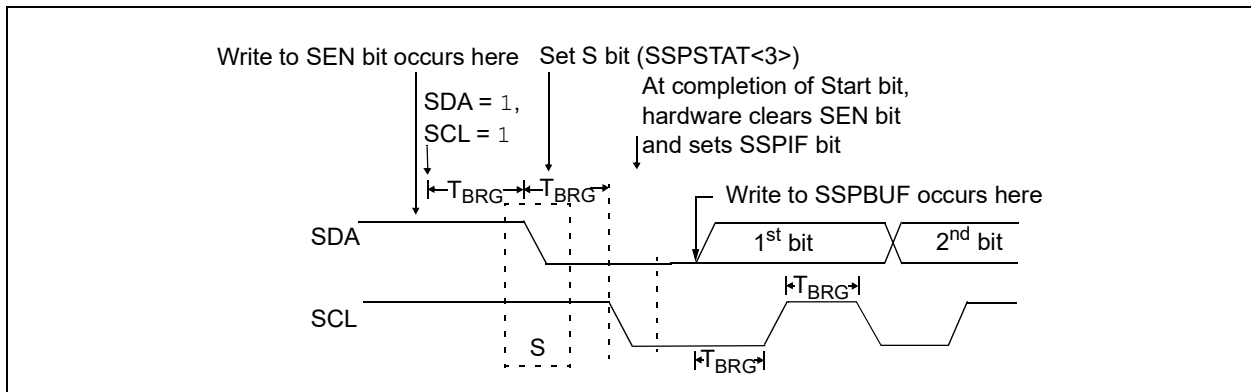 Write to SEN bit occurs here
Set S bit (SSPSTAT<3>)
SDA = 1,
SCL = 1
At completion of Start bit,
hardware clears SEN bit
and sets SSPIF bit
TBRG
TBRG
Write to SSPBUF occurs here
SDA
1st bit
2nd bit
TBRG
SCL
S
TBRG